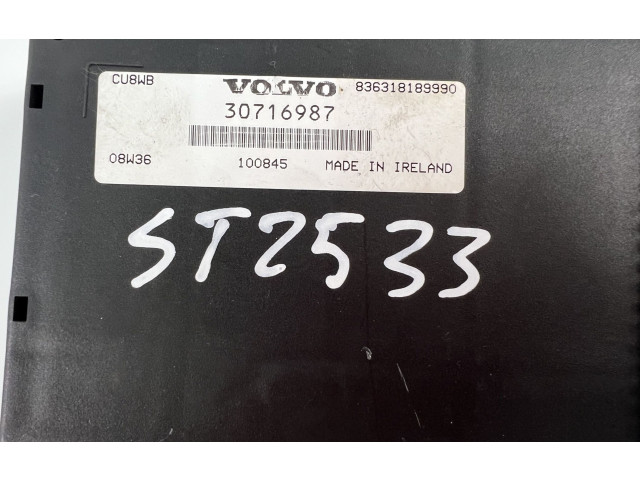 CU8WB VOLVO 836318189990
30716987
08W36 100845 MADE IN IRELAND
ST2533